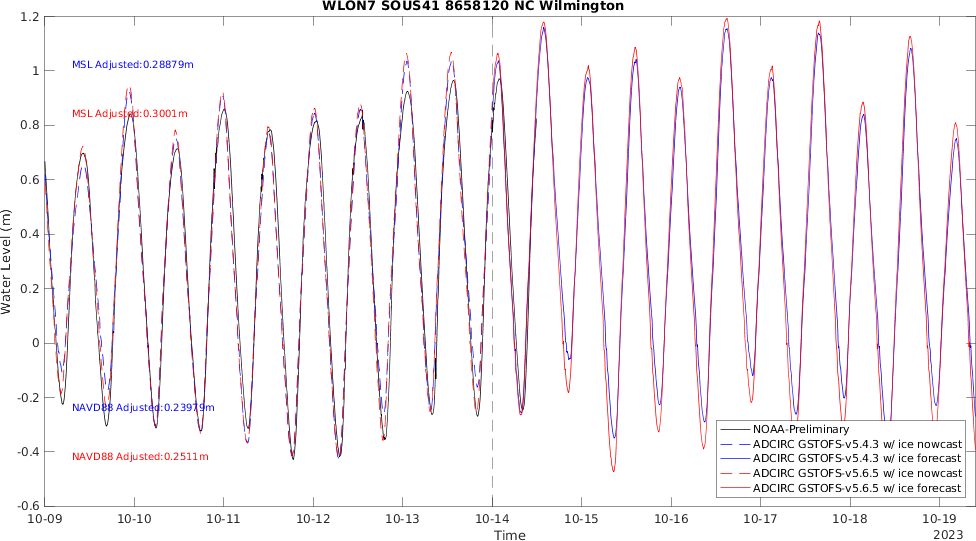 WLON7 SOUS41 8658120 NC Wilmington
1.2
1
0.8
0.6
0.4
0.2
0
-0.2
-0.4
-0.6
Water Level (m)
MSL Adjusted:0.28879m
MSL Adjusted:0.3001m
NAVD88 Adjusted:0.23979m
NAVD88 Adjusted:0.2511m
NOAA-Preliminary
ADCIRC GSTOFS-v5.4.3 w/ ice nowcast
ADCIRC GSTOFS-v5.4.3 w/ ice forecast
ADCIRC GSTOFS-v5.6.5 w/ ice nowcast
ADCIRC GSTOFS-v5.6.5 w/ ice forecast
10-09 10-10 10-11 10-12 10-13 10-14 10-15 10-16 10-17 10-18 10-19
Time
2023